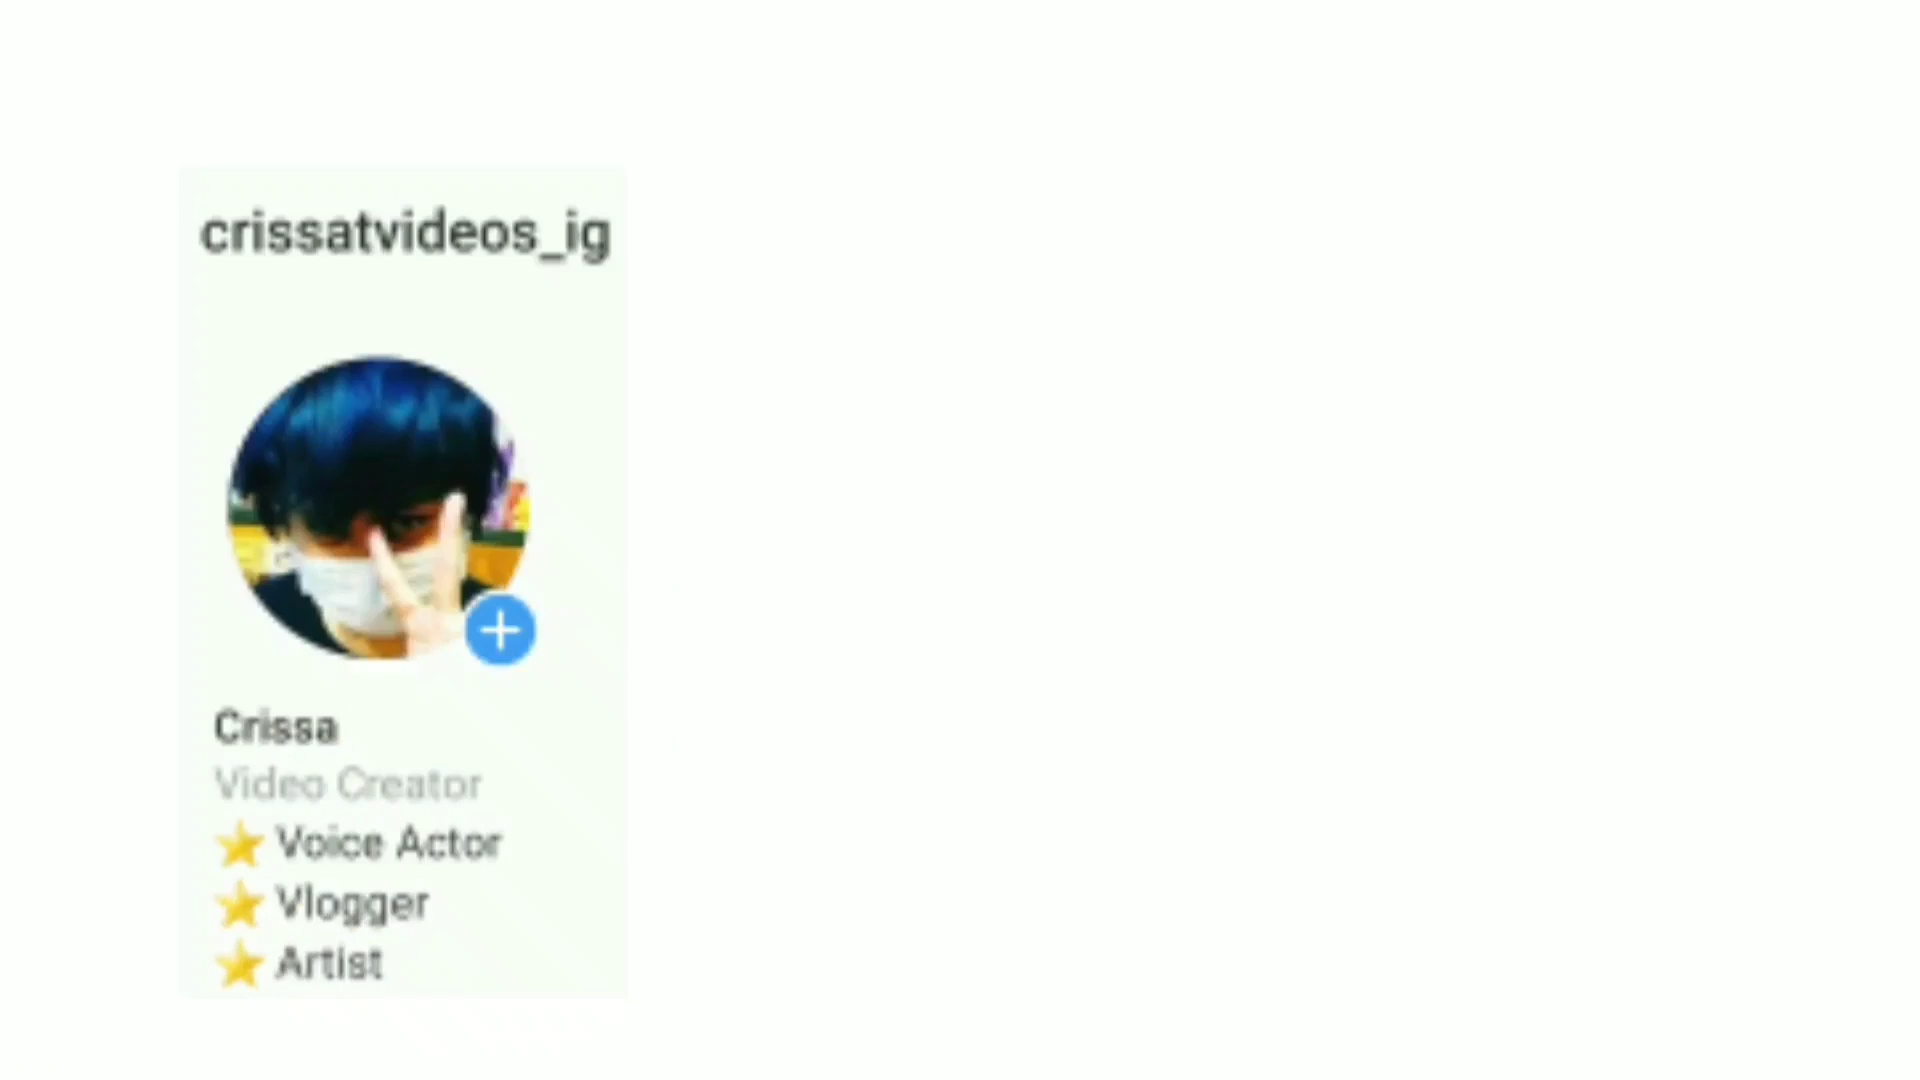 crissatvideos_ig
Crissa
Video Creator
⭐ Voice Actor
⭐ Vlogger
⭐ Artist